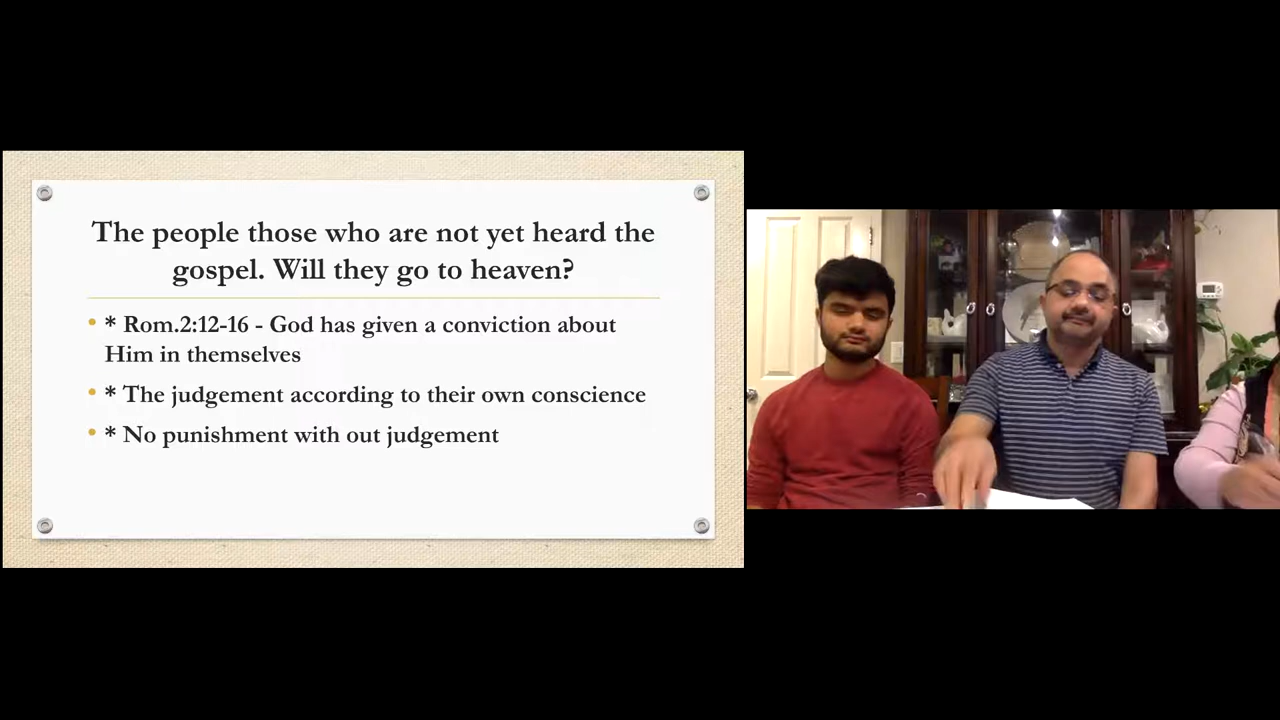 The people those who are not yet heard the
gospel. Will they go to heaven?
• * Rom.2:12-16 - God has given a conviction about
Him in themselves
• * The judgement according to their own conscience
• * No punishment with out judgement